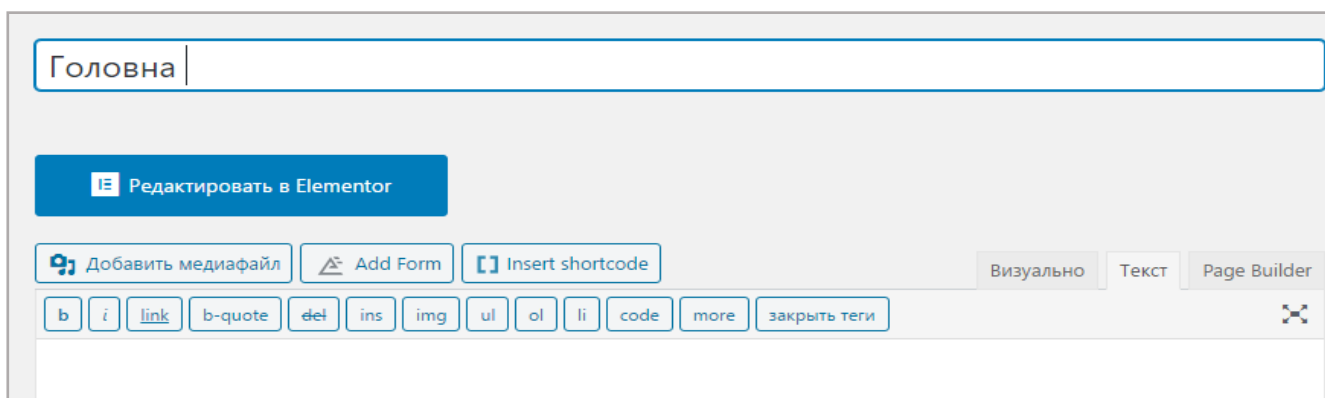 Головна
Редактировать в Elementor
Добавить медиафайл Add Form Insert shortcode Визуально Текст Page Builder
b i link b-quote del ins img ul ol li code more закрыть теги